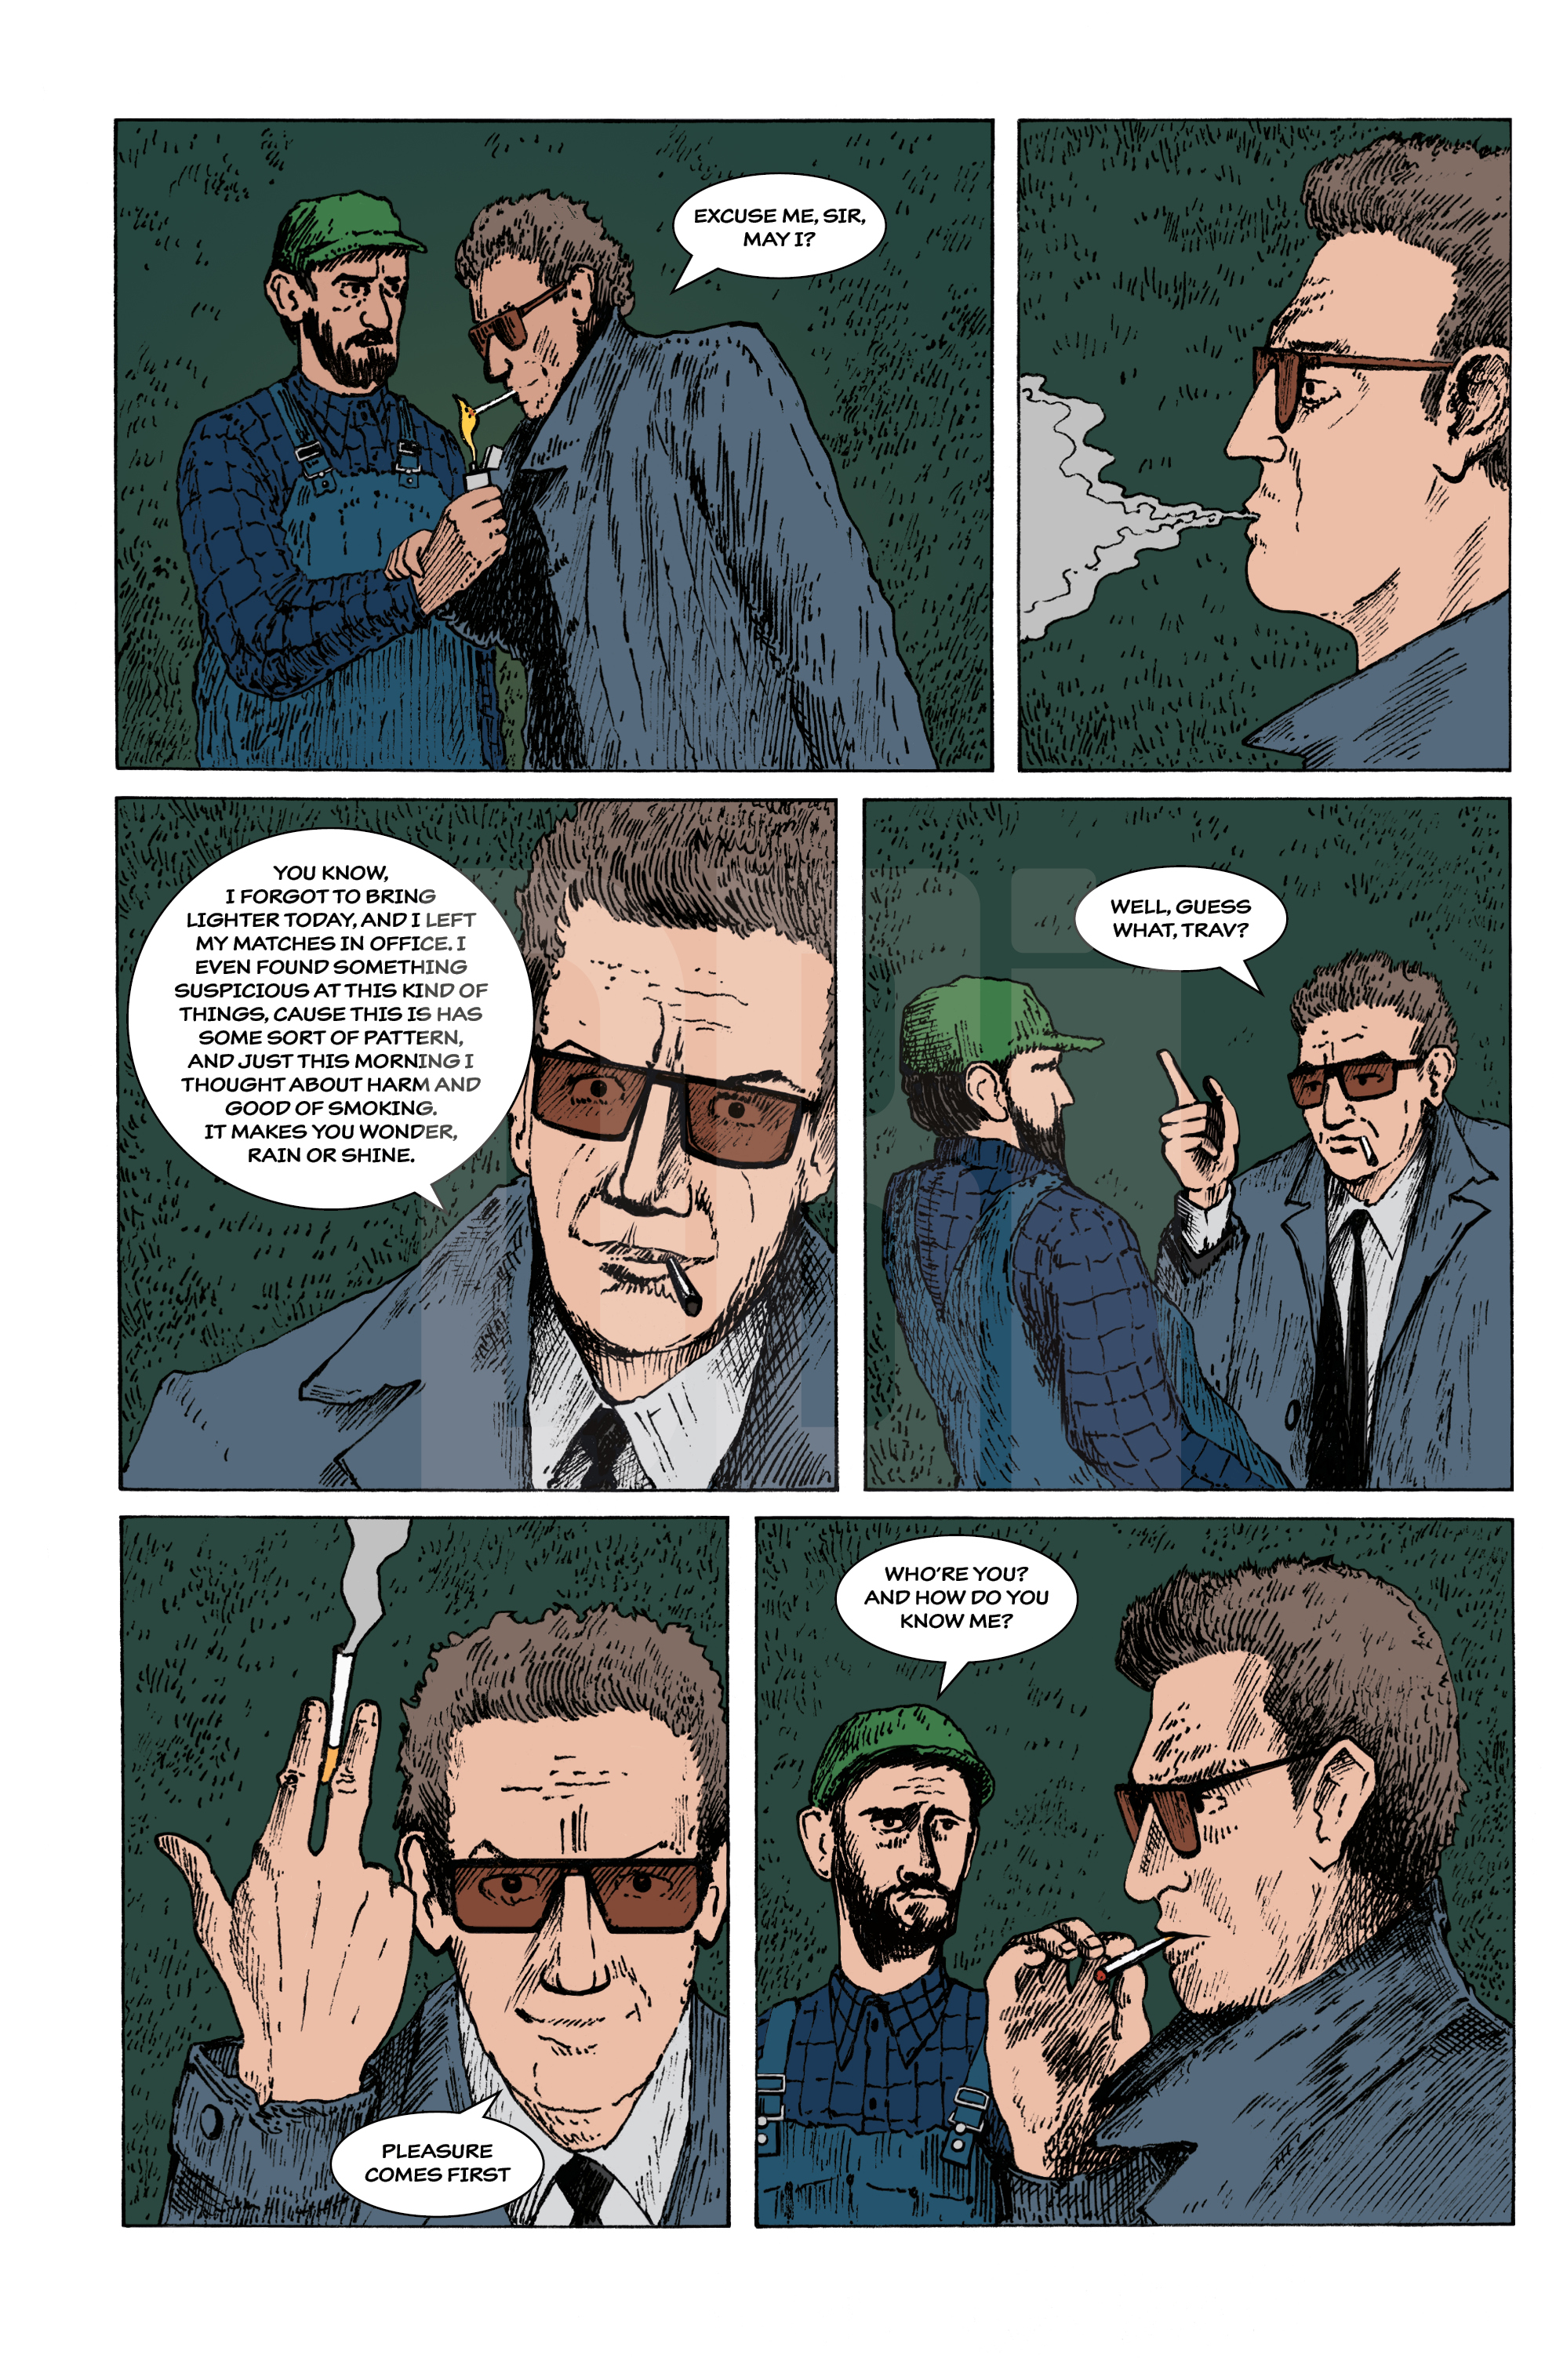 EXCUSE ME, SIR,
MAY I?
YOU KNOW,
I FORGOT TO BRING
LIGHTER TODAY, AND I LEFT
MY MATCHES IN OFFICE. I
EVEN FOUND SOMETHING
SUSPICIOUS AT THIS KIND OF
THINGS, CAUSE THIS IS HAS
SOME SORT OF PATTERN,
AND JUST THIS MORNING I
THOUGHT ABOUT HARM AND
GOOD OF SMOKING.
IT MAKES YOU WONDER,
RAIN OR SHINE.
WELL, GUESS
WHAT, TRAV?
PLEASURE
COMES FIRST
WHO'RE YOU?
AND HOW DO YOU
KNOW ME?